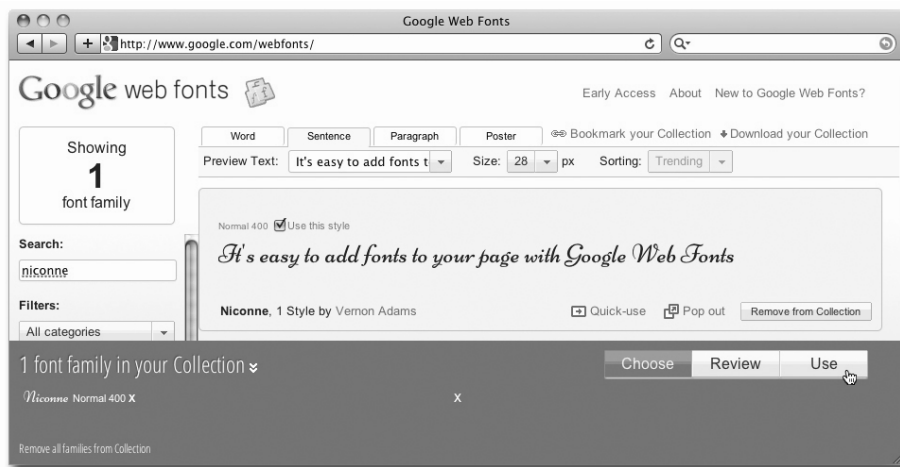 Google Web Fonts
http://www.google.com/webfonts/
Google web fonts
Early Access About New to Google Web Fonts?
Showing
1
font family
Word Sentence Paragraph Poster Bookmark your Collection Download your Collection
Preview Text: It's easy to add fonts t Size: 28 px Sorting: Trending
Search:
niconne
Filters:
All categories
Normal 400 Use this style
It's easy to add fonts to your page with Google Web Fonts
Niconne, 1 Style by Vernon Adams Quick-use Pop out Remove from Collection
1 font family in your Collection Choose Review Use
Niconne Normal 400 X X
Remove all families from Collection